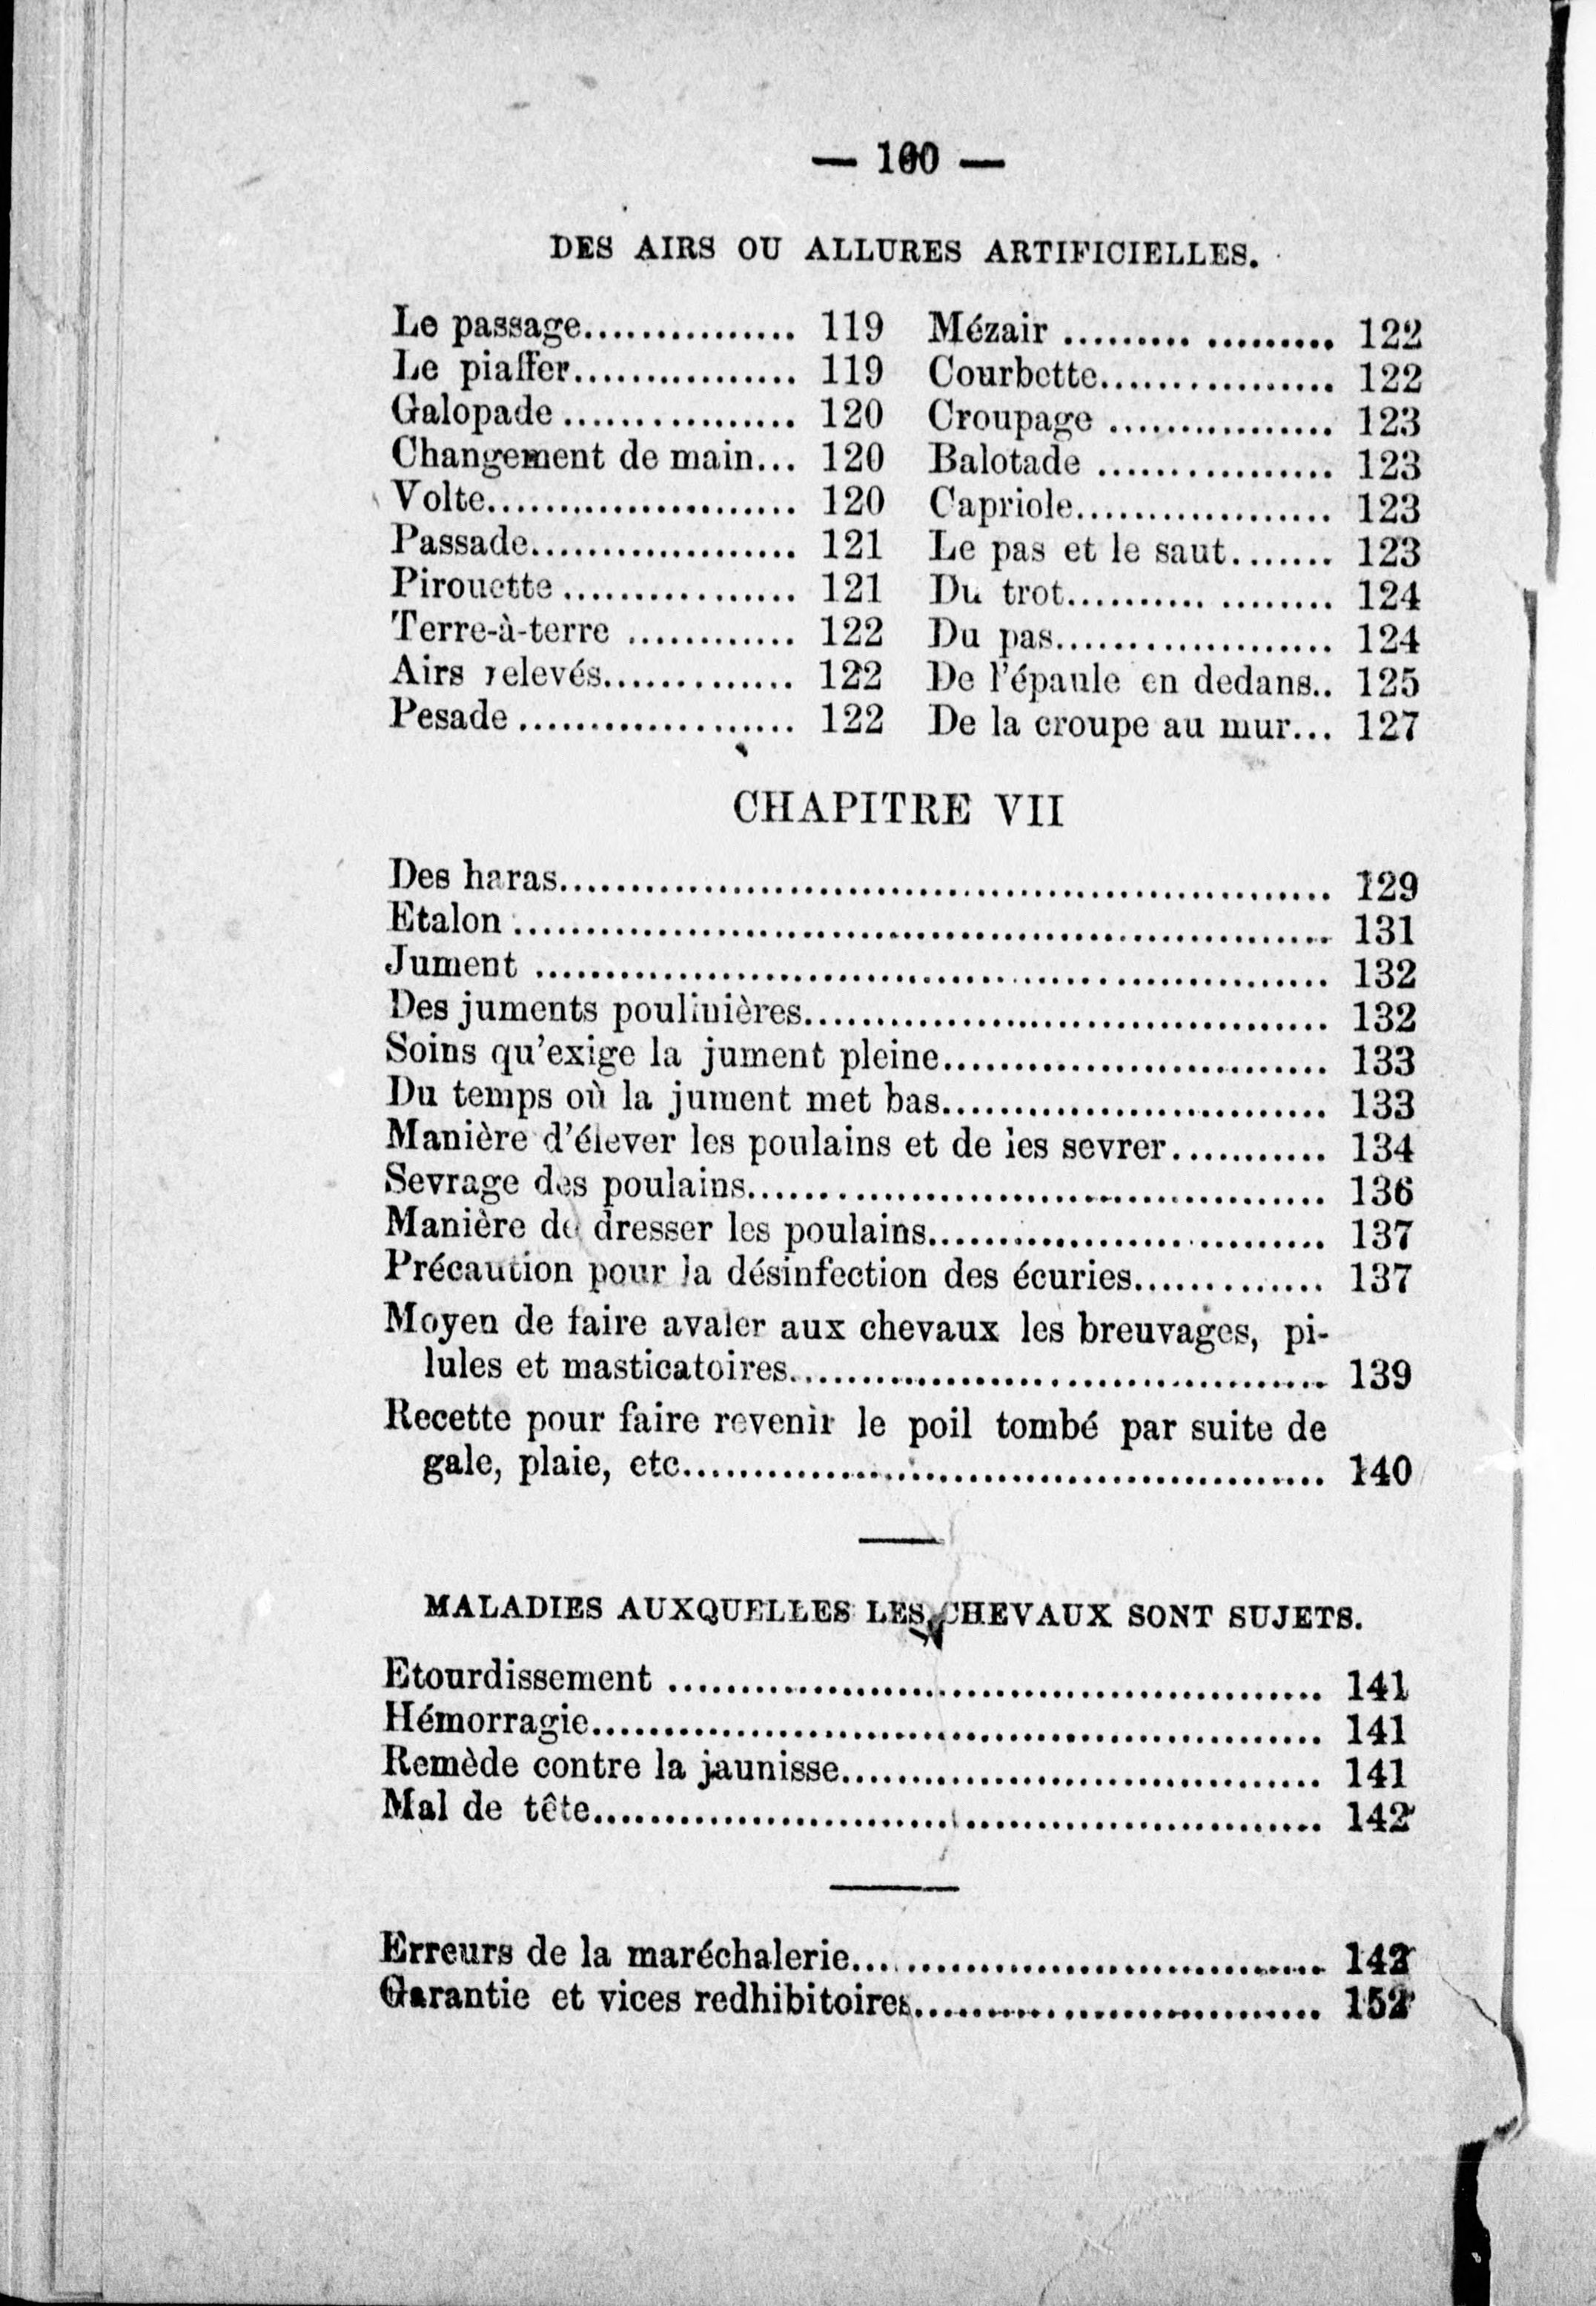 — 160 —
DES AIRS OU ALLURES ARTIFICIELLES.
Le passage............... 119
Le piaffer................ 119
Galopade ................ 120
Changement de main... 120
Volte...................... 120
Passade................... 121
Pirouette ................ 121
Terre-à-terre ............ 122
Airs relevés.............. 122
Pesade ................... 122
Mézair ......... ......... 122
Courbette................ 122
Croupage ................ 123
Balotade ................. 123
Capriole.................. 123
Le pas et le saut....... 123
Du trot.......... ........ 124
Du pas................... 124
De l'épaule en dedans.. 125
De la croupe au mur... 127
CHAPITRE VII
Des haras...................................................... 129
Etalon ......................................................... 131
Jument ........................................................ 132
Des juments poulinières..................................... 132
Soins qu'exige la jument pleine........................... 133
Du temps où la jument met bas........................... 133
Manière d'élever les poulains et de les sevrer........... 134
Sevrage des poulains........................................ 136
Manière de dresser les poulains............................ 137
Précaution pour la désinfection des écuries............. 137
Moyen de faire avaler aux chevaux les breuvages, pi-
lules et masticatoires...................................... 139
Recette pour faire revenir le poil tombé par suite de
gale, plaie, etc.............................................. 140
MALADIES AUXQUELLES LES CHEVAUX SONT SUJETS.
Etourdissement .............................................. 141
Hémorragie................................................... 141
Remède contre la jaunisse.................................. 141
Mal de tête................................................... 142
Erreurs de la maréchalerie.................................
Garantie et vices redhibitoires............................. 152